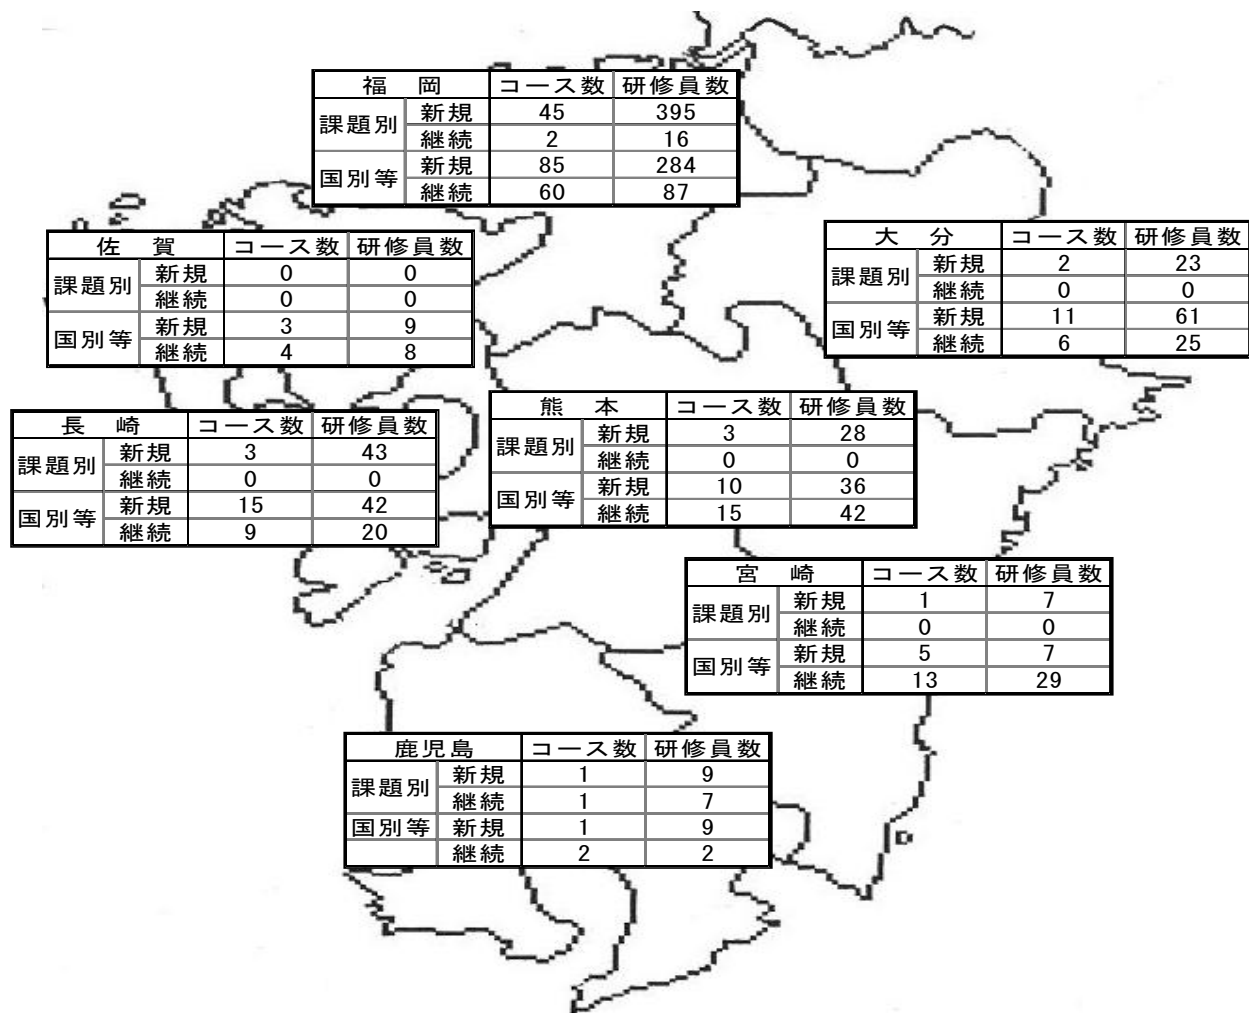 福　岡 コース数 研修員数
課題別 新規 45 395
継続 2 16
国別等 新規 85 284
継続 60 87
佐　賀 コース数 研修員数
課題別 新規 0 0
継続 0 0
国別等 新規 3 9
継続 4 8
大　分 コース数 研修員数
課題別 新規 2 23
継続 0 0
国別等 新規 11 61
継続 6 25
長　崎 コース数 研修員数
課題別 新規 3 43
継続 0 0
国別等 新規 15 42
継続 9 20
熊　本 コース数 研修員数
課題別 新規 3 28
継続 0 0
国別等 新規 10 36
継続 15 42
宮　崎 コース数 研修員数
課題別 新規 1 7
継続 0 0
国別等 新規 5 7
継続 13 29
鹿児島 コース数 研修員数
課題別 新規 1 9
継続 1 7
国別等 新規 1 9
継続 2 2